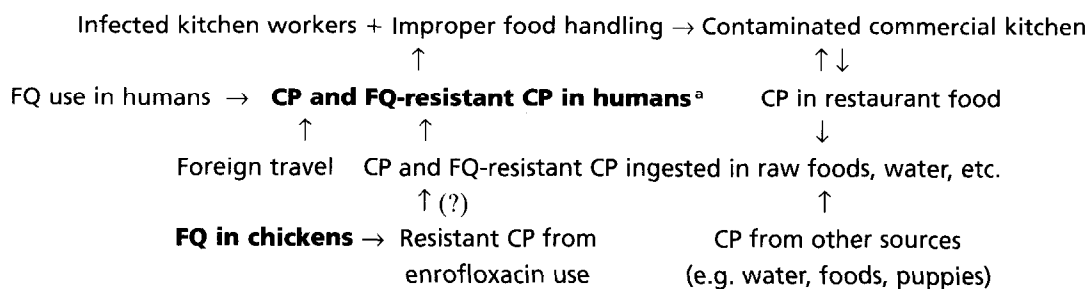 Infected kitchen workers + Improper food handling → Contaminated commercial kitchen
↑ ↑↓
FQ use in humans → CP and FQ-resistant CP in humansᵃ CP in restaurant food
↑ ↑ ↓
Foreign travel CP and FQ-resistant CP ingested in raw foods, water, etc.
↑ (?) ↑
FQ in chickens → Resistant CP from CP from other sources
enrofloxacin use (e.g. water, foods, puppies)